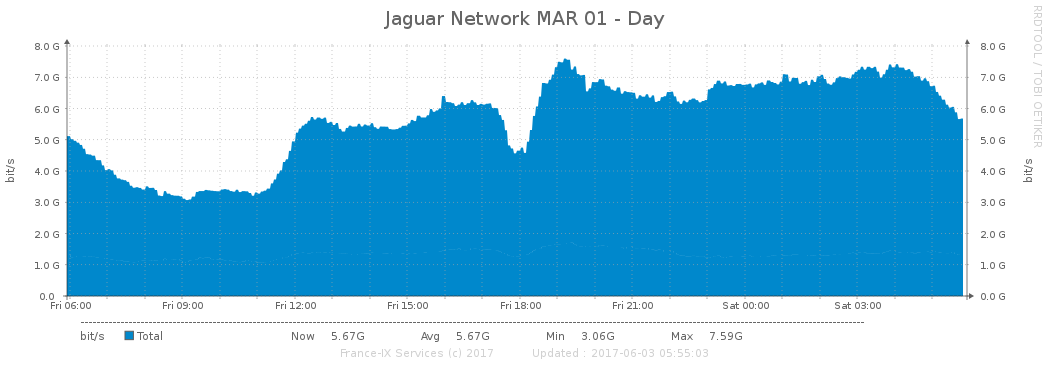 Jaguar Network MAR 01 - Day
RRDTOOL / TOBI OETIKER
8.0 G 8.0 G
7.0 G 7.0 G
6.0 G 6.0 G
5.0 G 5.0 G
4.0 G 4.0 G
3.0 G 3.0 G
2.0 G 2.0 G
1.0 G 1.0 G
0.0 0.0 G
bit/s bit/s
Fri 06:00 Fri 09:00 Fri 12:00 Fri 15:00 Fri 18:00 Fri 21:00 Sat 00:00 Sat 03:00
bit/s Total Now 5.67G Avg 5.67G Min 3.06G Max 7.59G
France-IX Services (c) 2017 Updated : 2017-06-03 05:55:03